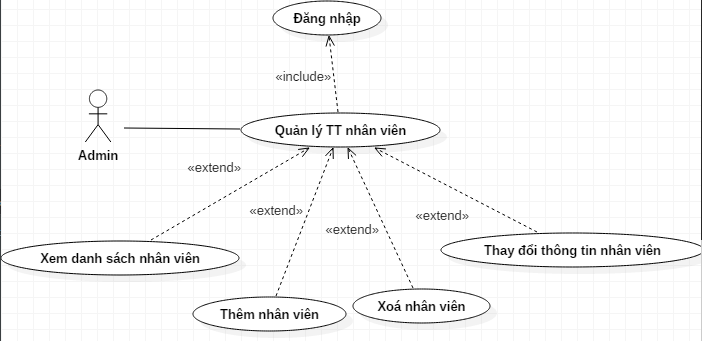 Đăng nhập
«include»
Quản lý TT nhân viên
Admin
«extend»
«extend»
«extend»
«extend»
Xem danh sách nhân viên
Thay đổi thông tin nhân viên
Thêm nhân viên
Xoá nhân viên